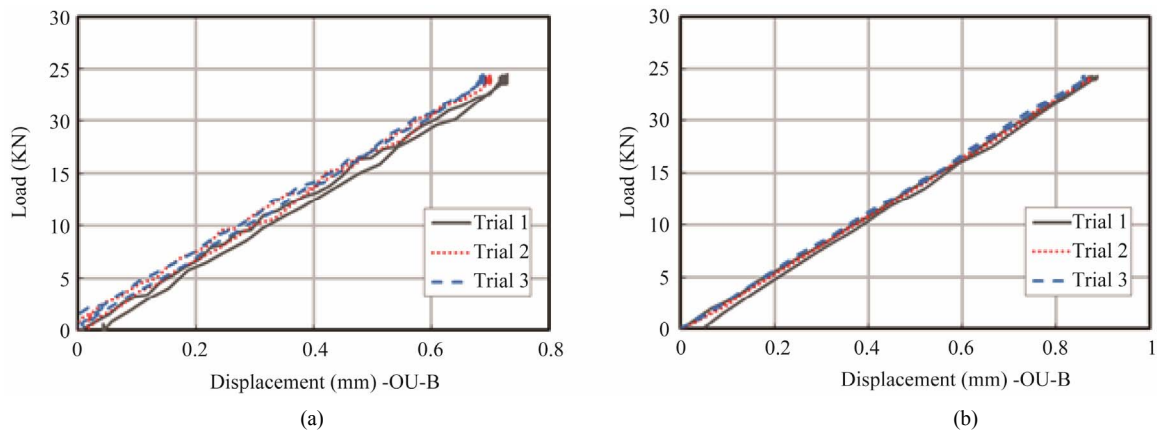 30
25
30
15
10
5
0
Load (KN)
Trial 1
Trial 2
Trial 3
0 0.2 0.4 0.6 0.8
Displacement (mm) -OU-B
(a)
30
25
30
15
10
5
0
Load (KN)
Trial 1
Trial 2
Trial 3
0 0.2 0.4 0.6 0.8 1
Displacement (mm) -OU-B
(b)